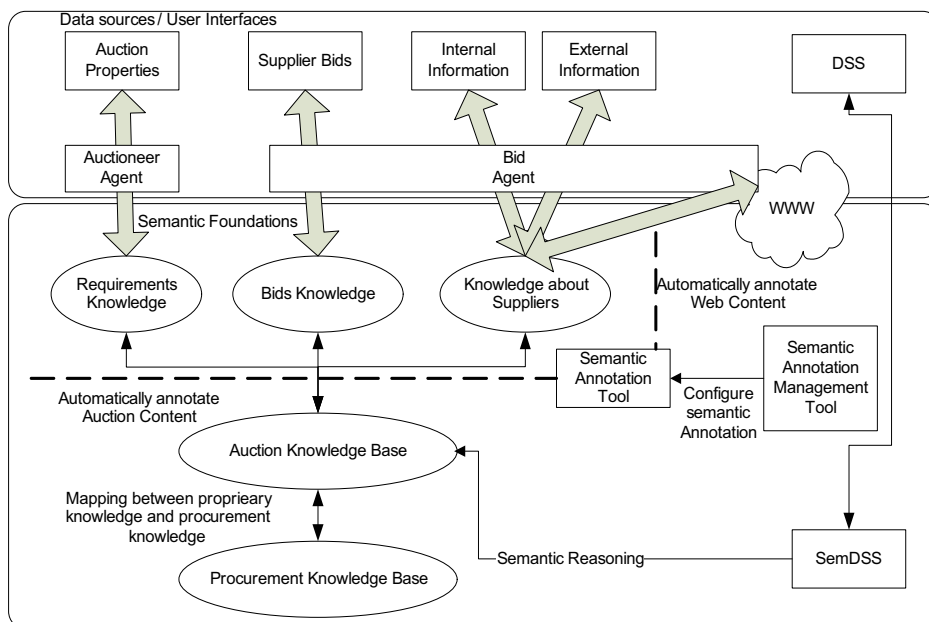 Data sources / User Interfaces
Auction
Properties
Supplier Bids
Internal
Information
External
Information
DSS
Auctioneer
Agent
Bid
Agent
WWW
Semantic Foundations
Requirements
Knowledge
Bids Knowledge
Knowledge about
Suppliers
Automatically annotate
Web Content
Semantic
Annotation
Tool
Semantic
Annotation
Management
Tool
Configure
semantic
Annotation
Automatically annotate
Auction Content
Auction Knowledge Base
Mapping between proprieary
knowledge and procurement
knowledge
Semantic Reasoning
SemDSS
Procurement Knowledge Base